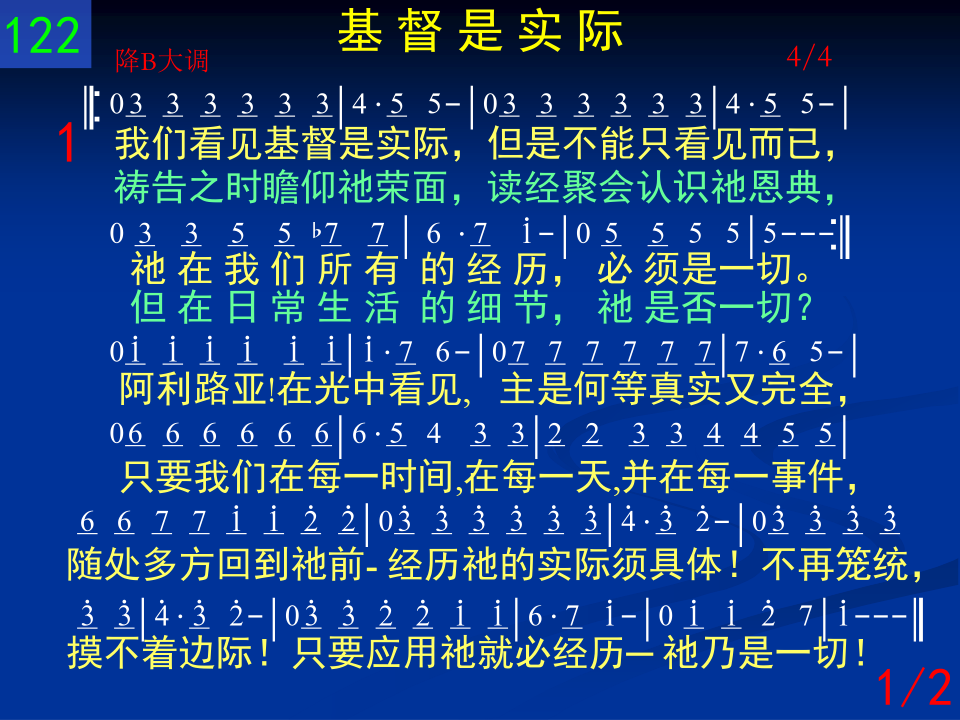 122
基督是实际
降B大调
4/4
0 3 3 3 3 3 3|4·5 5-|0 3 3 3 3 3 3|4·5 5-|
1
我们看见基督是实际，但是不能只看见而已，
祷告之时瞻仰祂荣面，读经聚会认识祂恩典，
0 3 3 5 5 ♭7 7|6·7 i-|0 5 5 5 5|5---:‖
祂在我们所有的经历，必须是一切。
但在日常生活的细节，祂是否一切？
0 i i i i i i|i·7 6-|0 7 7 7 7 7 7|7·6 5-|
阿利路亚!在光中看见,主是何等真实又完全，
0 6 6 6 6 6 6|6·5 4 3 3|2 2 3 3 4 4 5 5|
只要我们在每一时间,在每一天,并在每一事件，
6 6 7 7 i i 2̇ 2̇|0 3̇ 3̇ 3̇ 3̇ 3̇ 3̇|4̇·3̇ 2̇-|0 3̇ 3̇ 3̇ 3̇
随处多方回到祂前-经历祂的实际须具体！不再笼统，
3̇ 3̇|4̇·3̇ 2̇-|0 3̇ 3̇ 2̇ 2̇ i i|6·7 i-|0 i i 2̇ 7|i---‖
摸不着边际！只要应用祂就必经历─祂乃是一切！
1/2